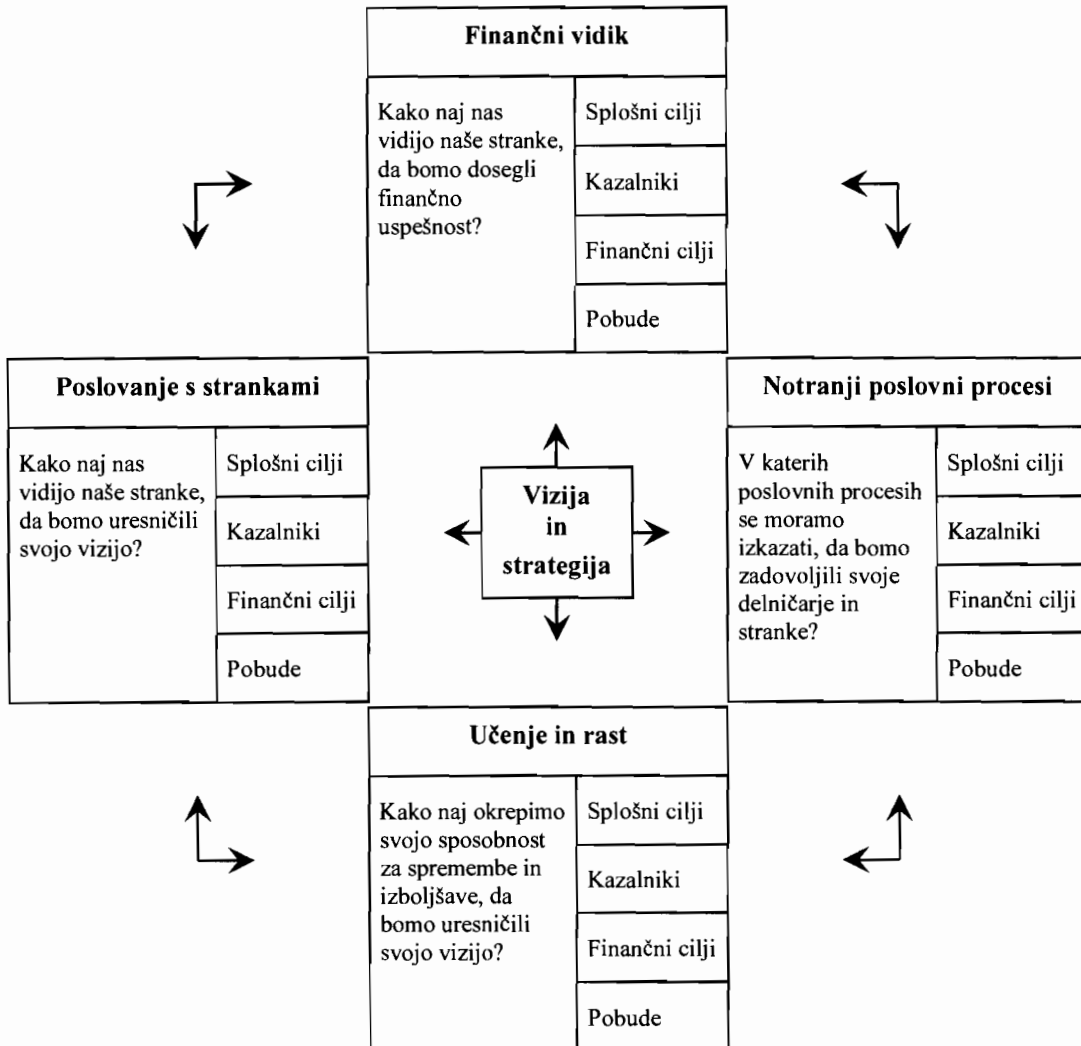 Finančni vidik
Kako naj nas
vidijo naše stranke,
da bomo dosegli
finančno
uspešnost?
Splošni cilji
Kazalniki
Finančni cilji
Pobude
Poslovanje s strankami
Kako naj nas
vidijo naše stranke,
da bomo uresničili
svojo vizijo?
Splošni cilji
Kazalniki
Finančni cilji
Pobude
Vizija
in
strategija
Notranji poslovni procesi
V katerih
poslovnih procesih
se moramo
izkazati, da bomo
zadovoljili svoje
delničarje in
stranke?
Splošni cilji
Kazalniki
Finančni cilji
Pobude
Učenje in rast
Kako naj okrepimo
svojo sposobnost
za spremembe in
izboljšave, da
bomo uresničili
svojo vizijo?
Splošni cilji
Kazalniki
Finančni cilji
Pobude